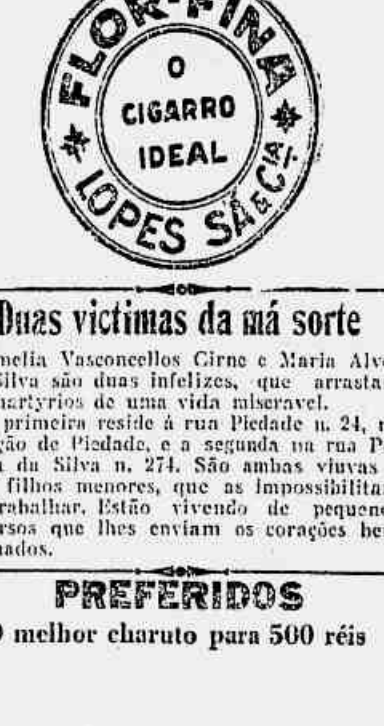 FLOR-FINA
O
CIGARRO
IDEAL
LOPES SÁ & CIA
Duas victimas da má sorte
melia Vasconcellos Cirne e Maria Alv
Silva são duas infelizes, que arrasta
martyrios de uma vida miseravel.
primeira reside á rua Piedade n. 24,
ção de Piedade, e a segunda na rua P
da Silva n. 274. São ambas viuvas
filhos menores, que as impossibilita
trabalhar. Estão vivendo de pequen
rsos que lhes enviam os corações be
nados.
PREFERIDOS
O melhor charuto para 500 réis